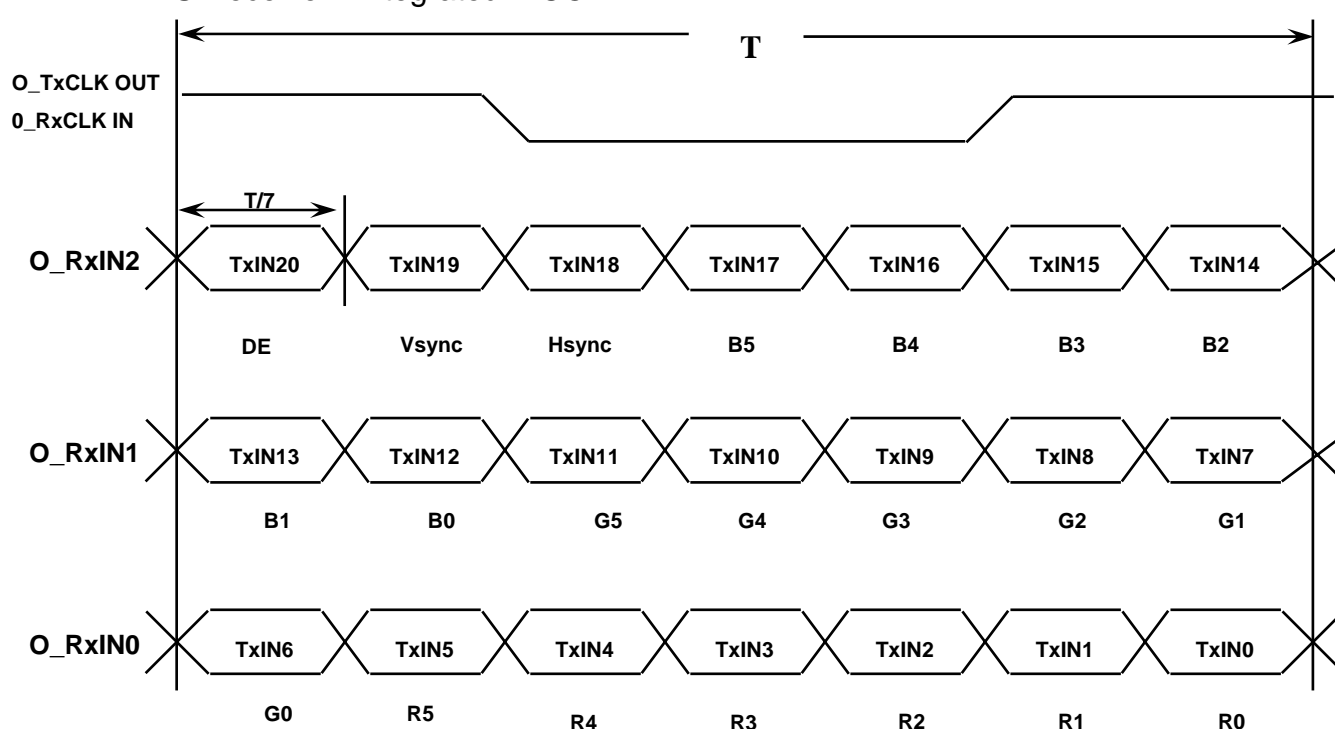 T
O_TxCLK OUT
0_RxCLK IN
T/7
O_RxIN2
TxIN20 TxIN19 TxIN18 TxIN17 TxIN16 TxIN15 TxIN14
DE Vsync Hsync B5 B4 B3 B2
O_RxIN1
TxIN13 TxIN12 TxIN11 TxIN10 TxIN9 TxIN8 TxIN7
B1 B0 G5 G4 G3 G2 G1
O_RxIN0
TxIN6 TxIN5 TxIN4 TxIN3 TxIN2 TxIN1 TxIN0
G0 R5 R4 R3 R2 R1 R0